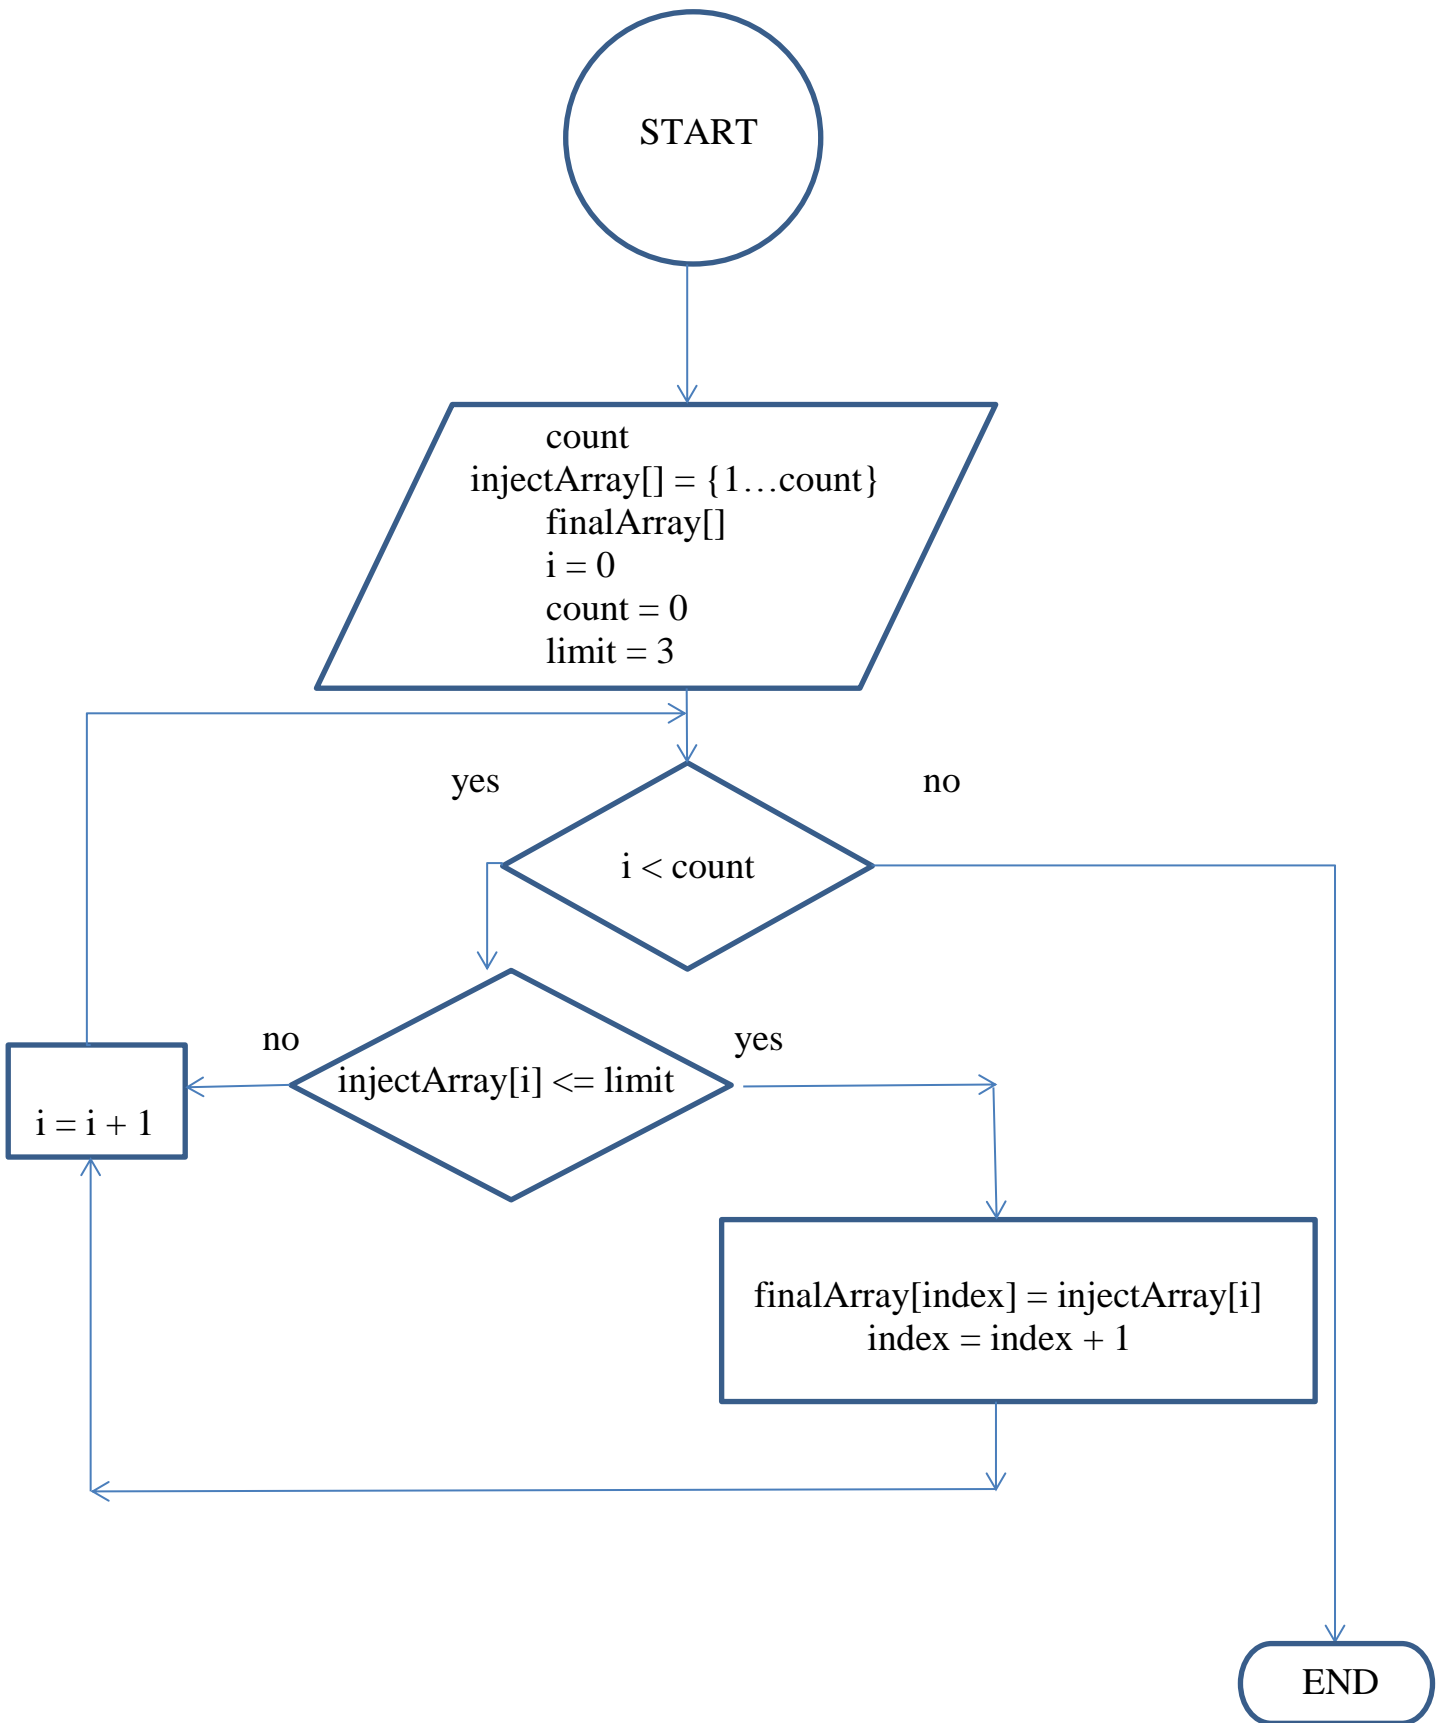 START
count
injectArray[] = {1…count}
finalArray[]
i = 0
count = 0
limit = 3
yes
no
i < count
no
yes
injectArray[i] <= limit
i = i + 1
finalArray[index] = injectArray[i]
index = index + 1
END